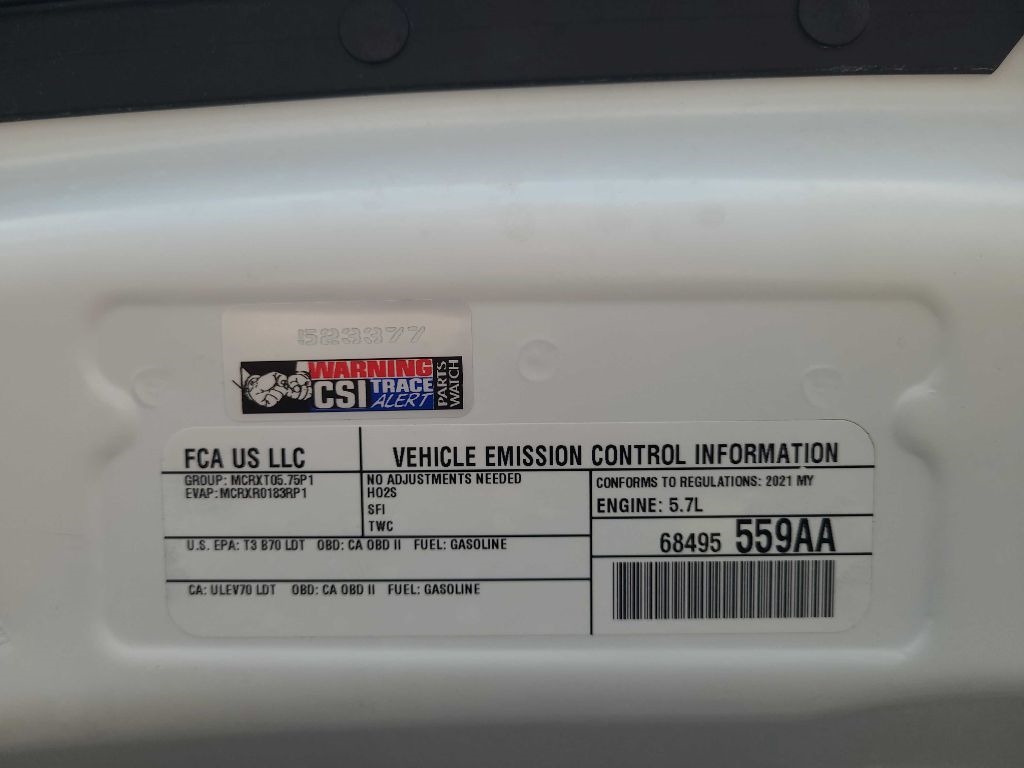 523377
WARNING
CSI TRACE ALERT
PARTS WATCH
FCA US LLC
VEHICLE EMISSION CONTROL INFORMATION
GROUP: MCRXT05.75P1
EVAP:MCRXR0183RP1
NO ADJUSTMENTS NEEDED
HO2S
SFI
TWC
CONFORMS TO REGULATIONS: 2021 MY
ENGINE: 5.7L
68495 559AA
U.S. EPA: T3 B70 LDT OBD: CA OBD II FUEL: GASOLINE
CA: ULEV70 LDT OBD: CA OBD II FUEL: GASOLINE